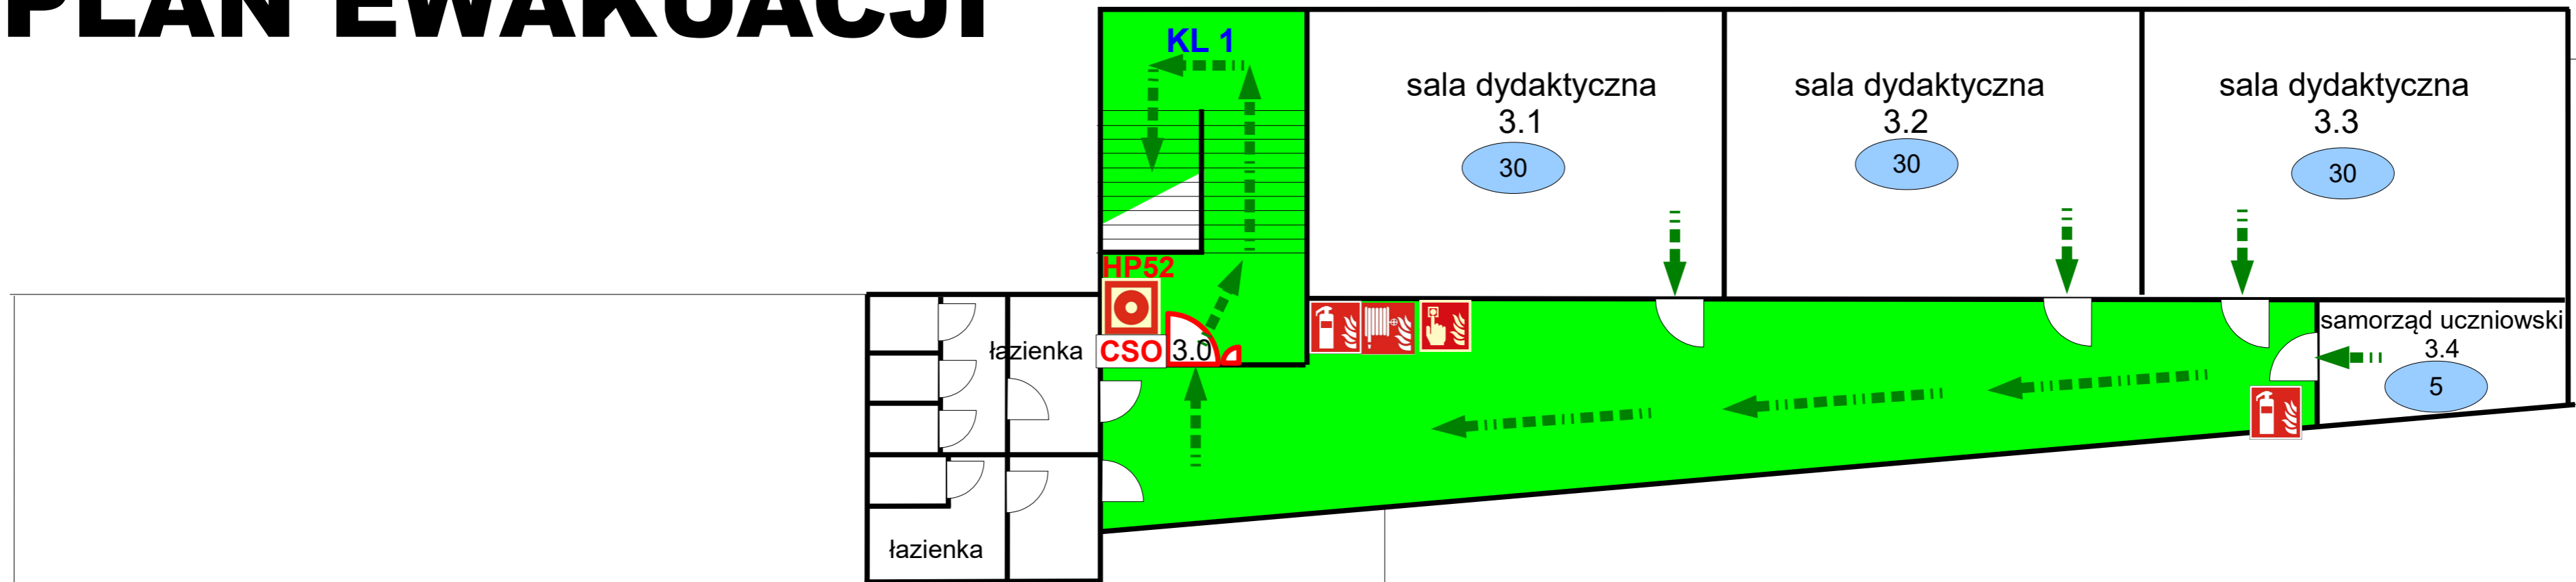 PLAN EWAKUACJI
KL 1
sala dydaktyczna
3.1
30
sala dydaktyczna
3.2
30
sala dydaktyczna
3.3
30
HP52
CSO
3.0
łazienka
samorząd uczniowski
3.4
5
łazienka